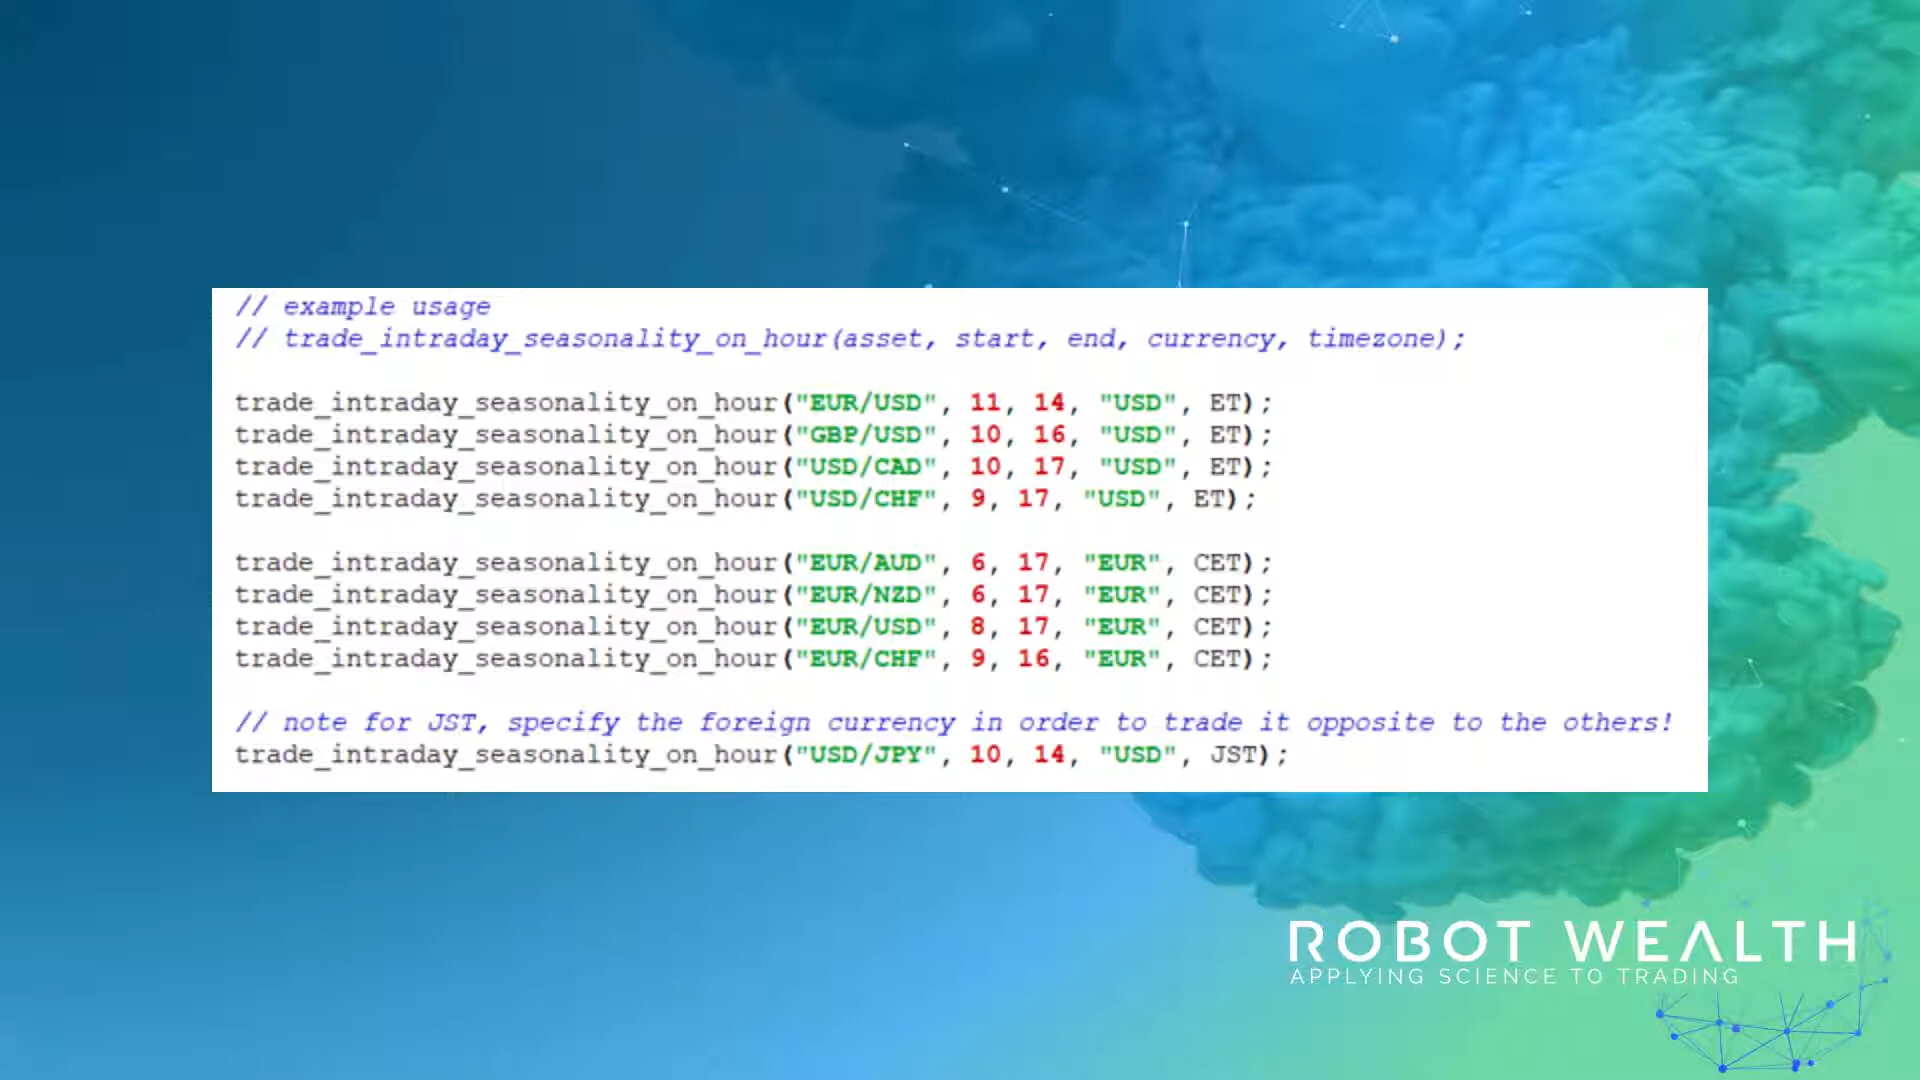 // example usage
// trade_intraday_seasonality_on_hour(asset, start, end, currency, timezone);
trade_intraday_seasonality_on_hour("EUR/USD", 11, 14, "USD", ET);
trade_intraday_seasonality_on_hour("GBP/USD", 10, 16, "USD", ET);
trade_intraday_seasonality_on_hour("USD/CAD", 10, 17, "USD", ET);
trade_intraday_seasonality_on_hour("USD/CHF", 9, 17, "USD", ET);
trade_intraday_seasonality_on_hour("EUR/AUD", 6, 17, "EUR", CET);
trade_intraday_seasonality_on_hour("EUR/NZD", 6, 17, "EUR", CET);
trade_intraday_seasonality_on_hour("EUR/USD", 8, 17, "EUR", CET);
trade_intraday_seasonality_on_hour("EUR/CHF", 9, 16, "EUR", CET);
// note for JST, specify the foreign currency in order to trade it opposite to the others!
trade_intraday_seasonality_on_hour("USD/JPY", 10, 14, "USD", JST);
ROBOT WEALTH
APPLYING SCIENCE TO TRADING